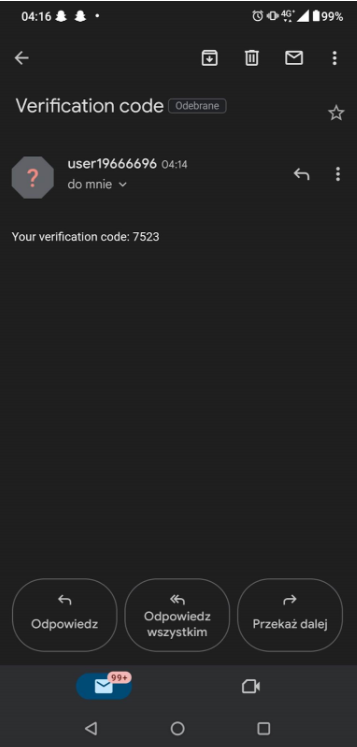 04:16
4G+ 99%
Verification code Odebrane
?
user19666696 04:14
do mnie
Your verification code: 7523
Odpowiedz
Odpowiedz
wszystkim
Przekaż dalej
99+